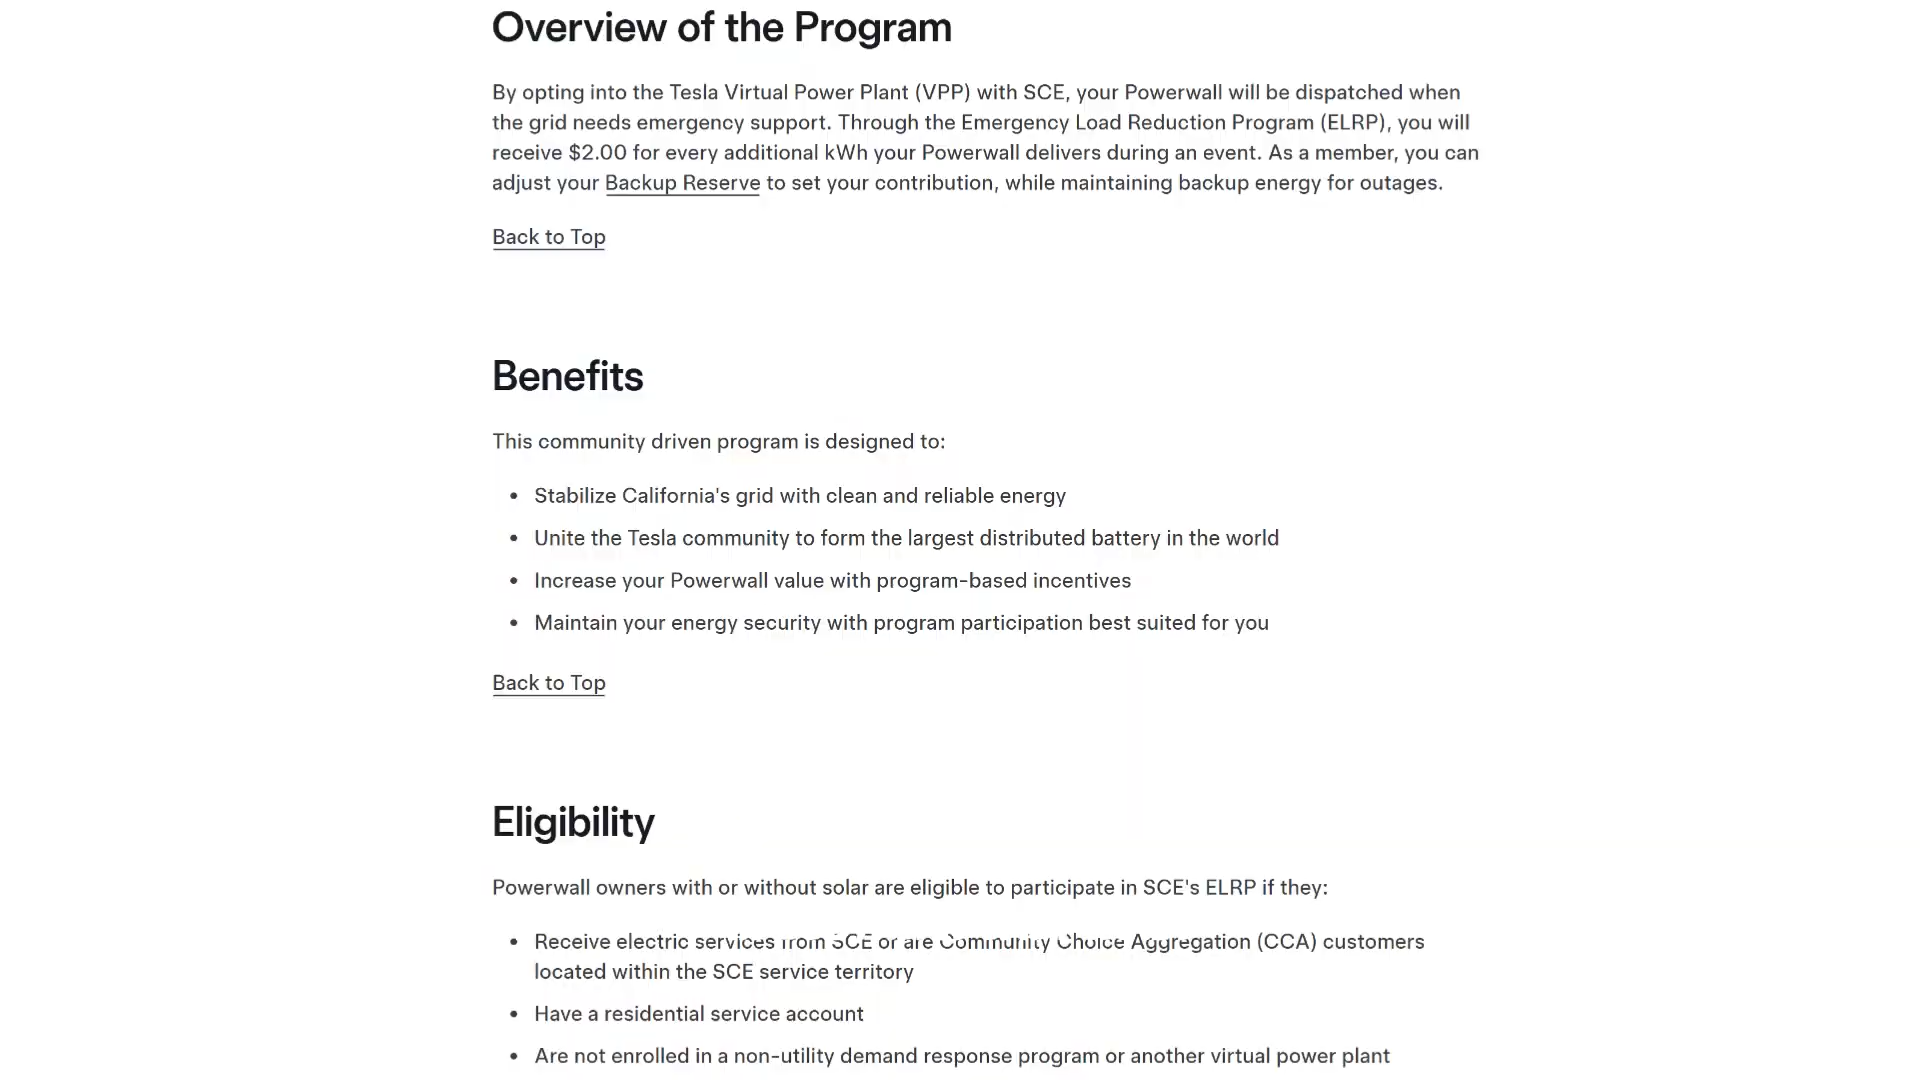 Overview of the Program
By opting into the Tesla Virtual Power Plant (VPP) with SCE, your Powerwall will be dispatched when
the grid needs emergency support. Through the Emergency Load Reduction Program (ELRP), you will
receive $2.00 for every additional kWh your Powerwall delivers during an event. As a member, you can
adjust your Backup Reserve to set your contribution, while maintaining backup energy for outages.
Back to Top
Benefits
This community driven program is designed to:
• Stabilize California's grid with clean and reliable energy
• Unite the Tesla community to form the largest distributed battery in the world
• Increase your Powerwall value with program-based incentives
• Maintain your energy security with program participation best suited for you
Back to Top
Eligibility
Powerwall owners with or without solar are eligible to participate in SCE's ELRP if they:
• Receive electric services from SCE or are Community Choice Aggregation (CCA) customers
located within the SCE service territory
• Have a residential service account
• Are not enrolled in a non-utility demand response program or another virtual power plant